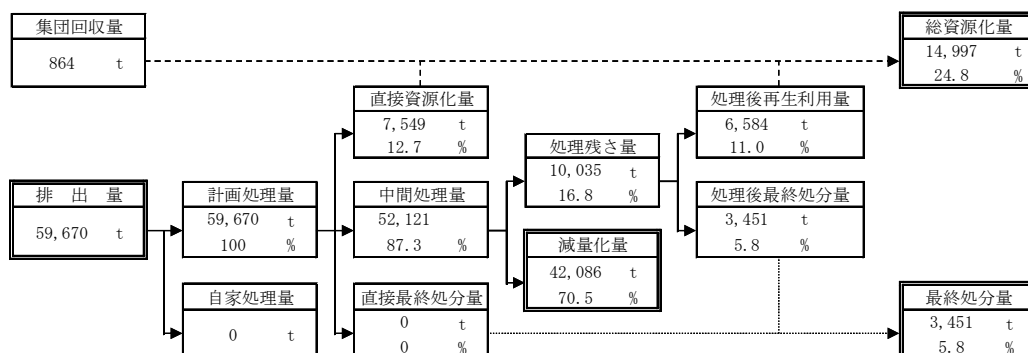 集団回収量
864 t
総資源化量
14,997 t
24.8 %
直接資源化量
7,549 t
12.7 %
処理後再生利用量
6,584 t
11.0 %
処理残さ量
10,035 t
16.8 %
排 出 量
59,670 t
計画処理量
59,670 t
100 %
中間処理量
52,121
87.3 %
処理後最終処分量
3,451 t
5.8 %
減量化量
42,086 t
70.5 %
自家処理量
0 t
直接最終処分量
0 t
0 %
最終処分量
3,451 t
5.8 %